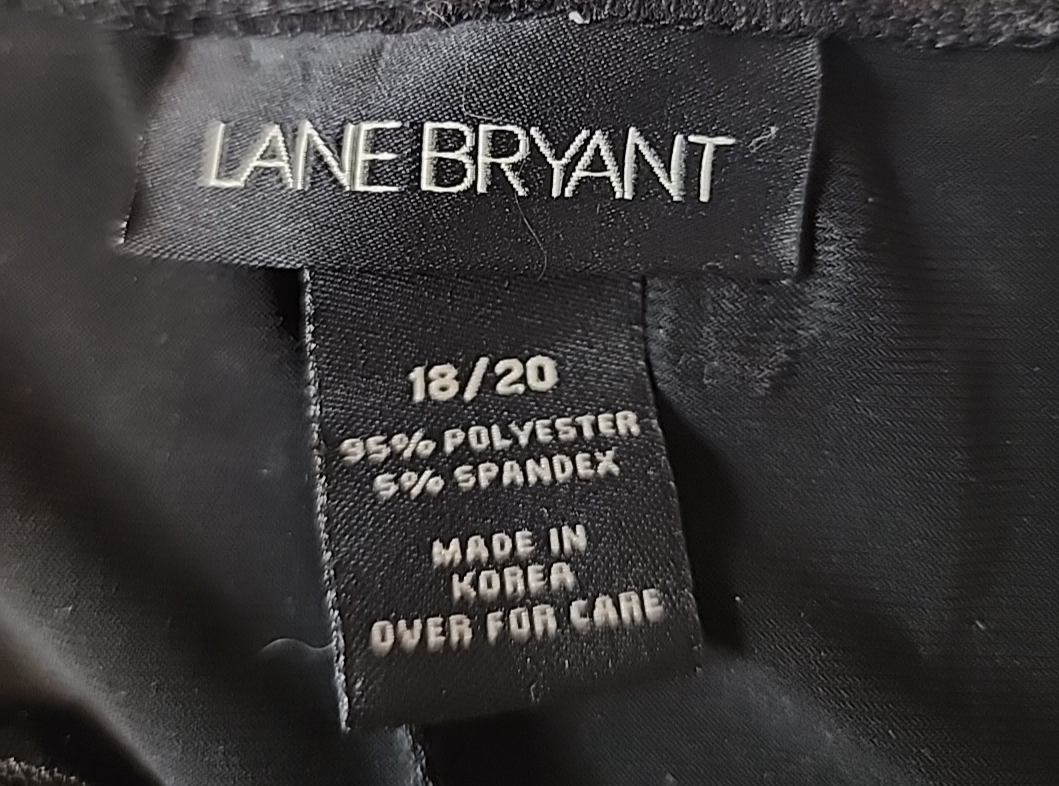 LANE BRYANT
18/20
95% POLYESTER
5% SPANDEX
MADE IN
KOREA
OVER FOR CARE